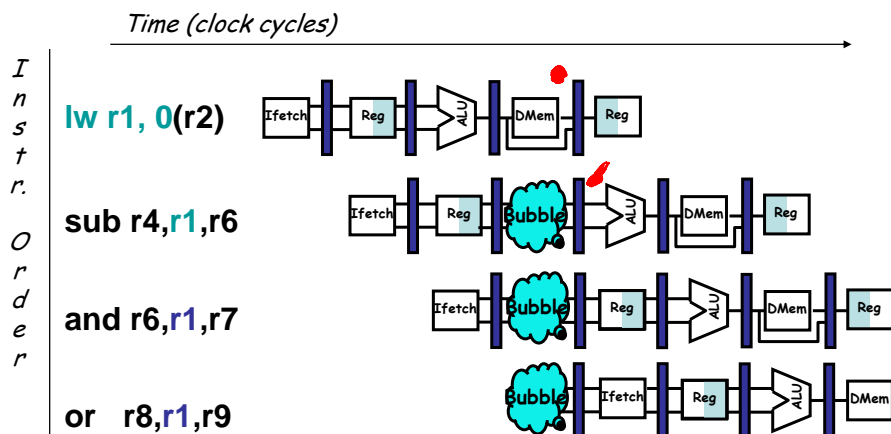 Time (clock cycles)
Instr. Order
lw r1, 0(r2)
Ifetch Reg ALU DMem Reg
sub r4,r1,r6
Ifetch Reg Bubble ALU DMem Reg
and r6,r1,r7
Ifetch Bubble Reg ALU DMem Reg
or r8,r1,r9
Bubble Ifetch Reg ALU DMem